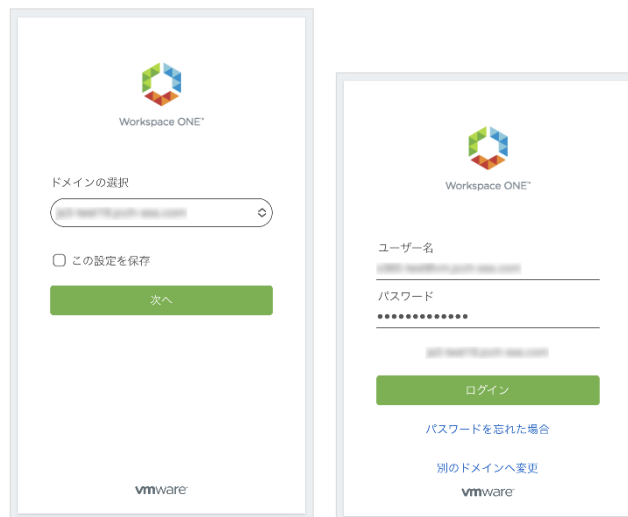 Workspace ONE™
ドメインの選択
この設定を保存
次へ
vmware
Workspace ONE™
ユーザー名
パスワード
•••••••••••••
ログイン
パスワードを忘れた場合
別のドメインへ変更
vmware